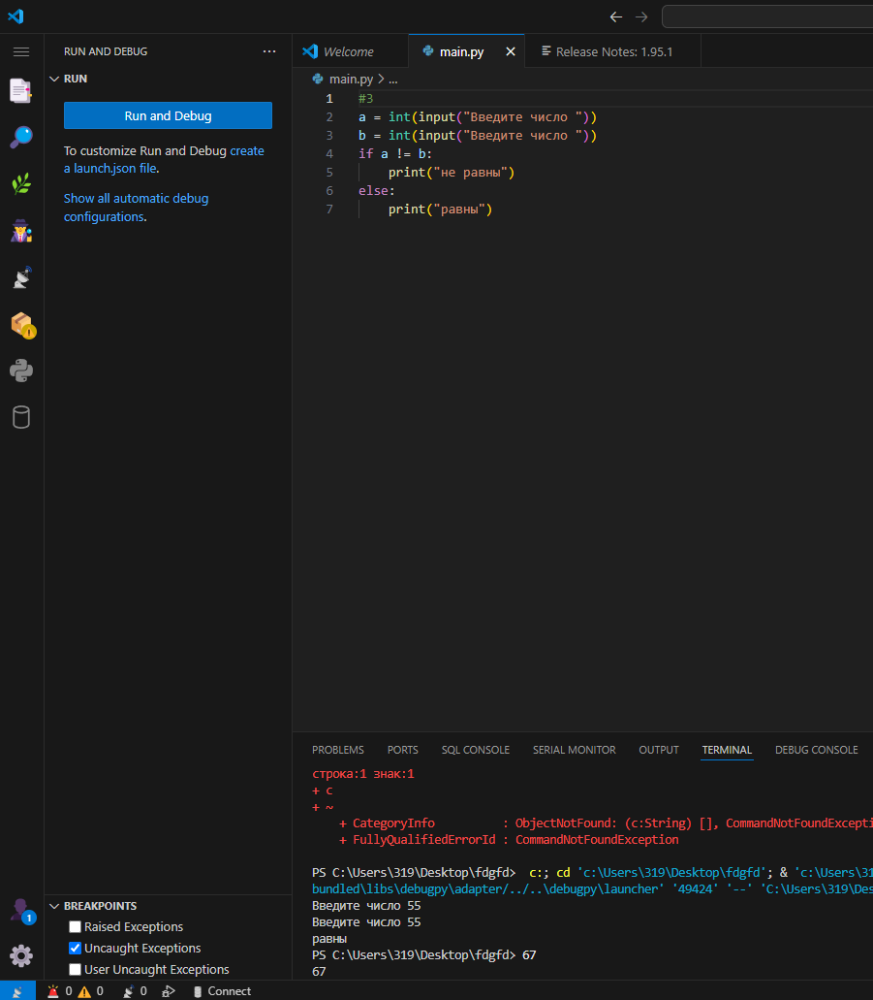 RUN AND DEBUG
RUN
Run and Debug
To customize Run and Debug create
a launch.json file.
Show all automatic debug
configurations.
Welcome
main.py
Release Notes: 1.95.1
main.py > ...
1 #3
2 a = int(input("Введите число "))
3 b = int(input("Введите число "))
4 if a != b:
5 print("не равны")
6 else:
7 print("равны")
PROBLEMS PORTS SQL CONSOLE SERIAL MONITOR OUTPUT TERMINAL DEBUG CONSOLE
строка:1 знак:1
+ c
+ ~
+ CategoryInfo : ObjectNotFound: (c:String) [], CommandNotFoundExcepti
+ FullyQualifiedErrorId : CommandNotFoundException
PS C:\Users\319\Desktop\fdgfd> c:; cd 'c:\Users\319\Desktop\fdgfd'; & 'c:\Users\31
bundled\libs\debugpy\adapter/../..\debugpy\launcher' '49424' '--' 'C:\Users\319\Des
Введите число 55
Введите число 55
равны
PS C:\Users\319\Desktop\fdgfd> 67
67
BREAKPOINTS
Raised Exceptions
Uncaught Exceptions
User Uncaught Exceptions
1
0 0 0 Connect